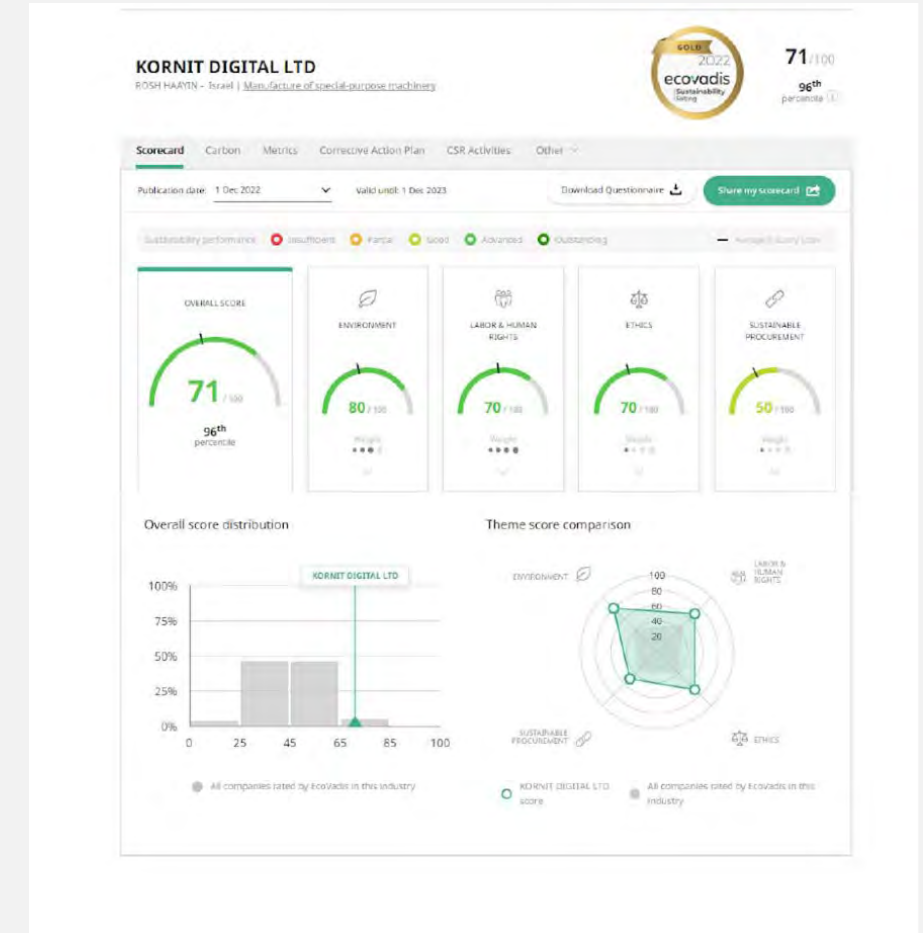 KORNIT DIGITAL LTD
ROSH HAAYIN - Israel | Manufacture of special-purpose machinery
GOLD
2022
ecovadis
Sustainability
Rating
71/100
96th
percentile
Scorecard Carbon Metrics Corrective Action Plan CSR Activities Other
Publication date: 1 Dec 2022 Valid until: 1 Dec 2023 Download Questionnaire Share my scorecard
Sustainability performance Insufficient Partial Good Advanced Outstanding Average
OVERALL SCORE
71 / 100
96th
percentile
ENVIRONMENT
80 / 100
Weight
LABOR & HUMAN
RIGHTS
70 / 100
Weight
ETHICS
70 / 100
Weight
SUSTAINABLE
PROCUREMENT
50 / 100
Weight
Overall score distribution
KORNIT DIGITAL LTD
100%
75%
50%
25%
0%
0 25 45 65 85 100
All companies rated by EcoVadis in this industry
Theme score comparison
ENVIRONMENT
LABOR &
HUMAN
RIGHTS
100
80
60
40
20
SUSTAINABLE
PROCUREMENT
ETHICS
KORNIT DIGITAL LTD
score
All companies rated by EcoVadis in this
industry